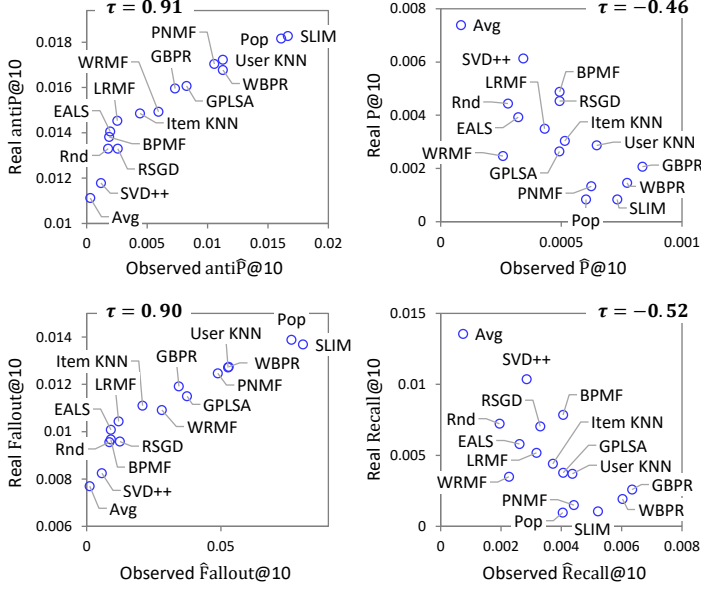 τ = 0.91
Real antiP@10
0.018
0.016
0.014
0.012
0.01
PNMF
Pop
SLIM
WRMF
GBPR
User KNN
LRMF
WBPR
EALS
GPLSA
Item KNN
BPMF
Rnd
RSGD
SVD++
Avg
0
0.005
0.01
0.015
0.02
Observed antiP̂@10
τ = −0.46
Real P@10
0.008
0.006
0.004
0.002
0
Avg
SVD++
LRMF
BPMF
Rnd
RSGD
EALS
Item KNN
WRMF
User KNN
GPLSA
GBPR
PNMF
WBPR
Pop
SLIM
0
0.0005
0.001
Observed P̂@10
τ = 0.90
Real Fallout@10
0.014
0.012
0.01
0.008
0.006
Pop
User KNN
SLIM
Item KNN
GBPR
WBPR
LRMF
PNMF
EALS
GPLSA
WRMF
Rnd
RSGD
BPMF
SVD++
Avg
0
0.05
Observed F̂allout@10
τ = −0.52
Real Recall@10
0.015
0.01
0.005
0
Avg
SVD++
RSGD
BPMF
Rnd
Item KNN
EALS
GPLSA
LRMF
User KNN
WRMF
GBPR
PNMF
WBPR
Pop
SLIM
0
0.002
0.004
0.006
0.008
Observed R̂ecall@10